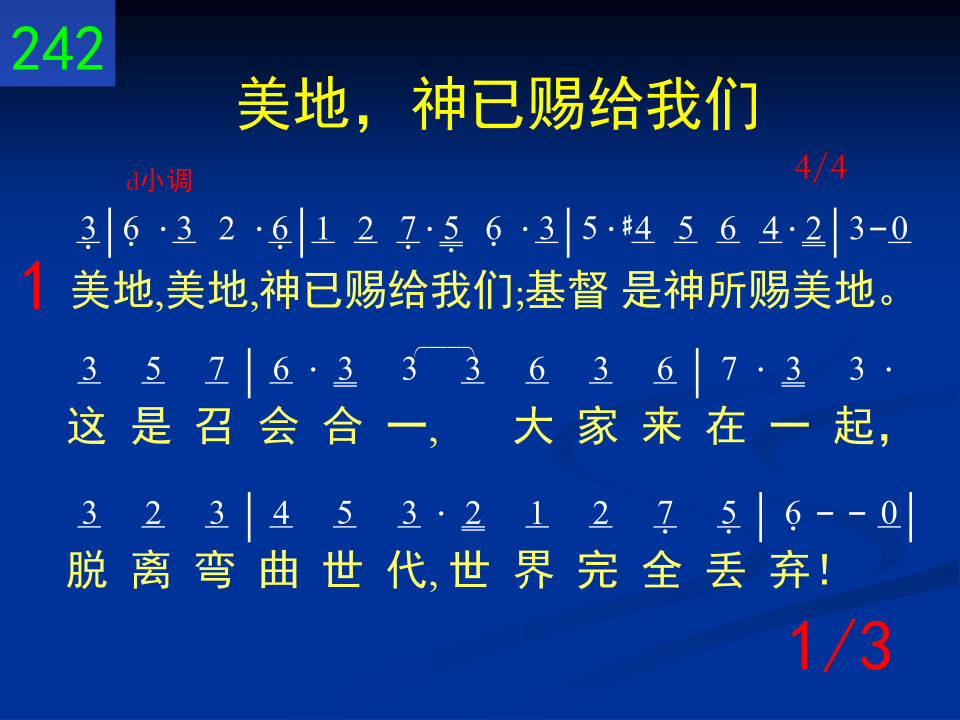 242
美地，神已赐给我们
d小调
4/4
3|6·3 2·6|1 2 7·5 6·3|5·#4 5 6 4·2|3-0
1
美地,美地,神已赐给我们;基督 是神所赐美地。
3 5 7|6·3 3 3 6 3 6|7·3 3·
这 是 召 会 合 一, 大 家 来 在 一 起，
3 2 3|4 5 3·2 1 2 7 5|6--0|
脱 离 弯 曲 世 代, 世 界 完 全 丢 弃！
1/3